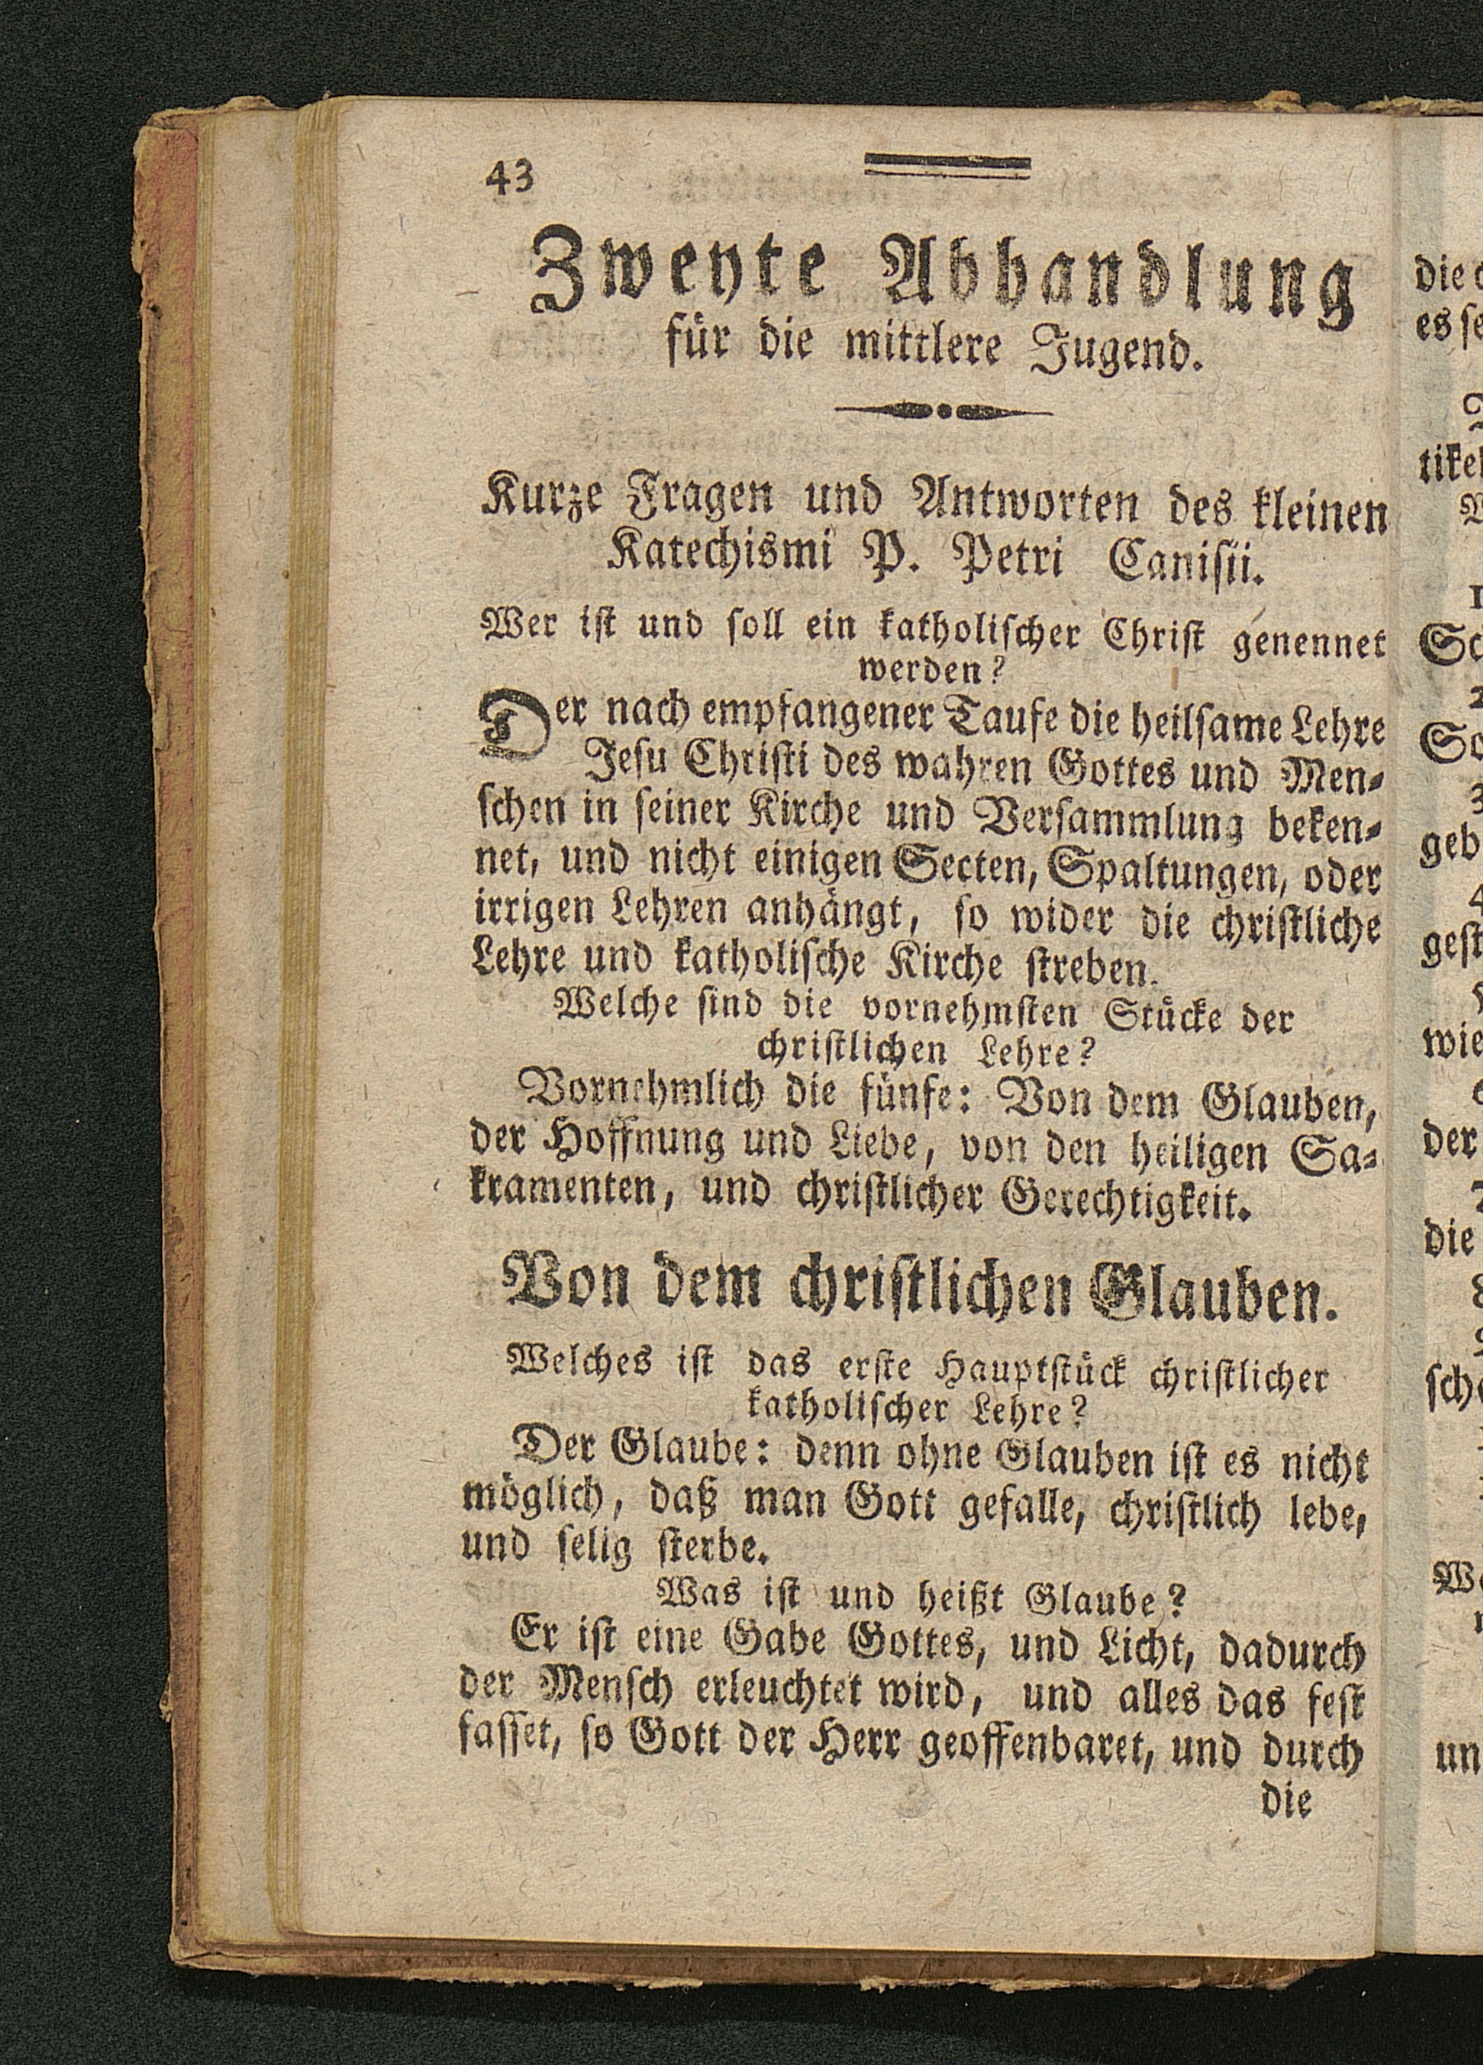 43
Zweyte Abhandlung
für die mittlere Jugend.
Kurze Fragen und Antworten des kleinen
Katechismi P. Petri Canisii.
Wer ist und soll ein katholischer Christ genennet
werden?
Der nach empfangener Taufe die heilsame Lehre
Jesu Christi des wahren Gottes und Men-
schen in seiner Kirche und Versammlung beken-
net, und nicht einigen Secten, Spaltungen, oder
irrigen Lehren anhängt, so wider die christliche
Lehre und katholische Kirche streben.
Welche sind die vornehmsten Stücke der
christlichen Lehre?
Vornehmlich die fünfe: Von dem Glauben,
der Hoffnung und Liebe, von den heiligen Sa-
kramenten, und christlicher Gerechtigkeit.
Von dem christlichen Glauben.
Welches ist das erste Hauptstück christlicher
katholischer Lehre?
Der Glaube: denn ohne Glauben ist es nicht
möglich, daß man Gott gefalle, christlich lebe,
und selig sterbe.
Was ist und heißt Glaube?
Er ist eine Gabe Gottes, und Licht, dadurch
der Mensch erleuchtet wird, und alles das fest
fasset, so Gott der Herr geoffenbaret, und durch
die